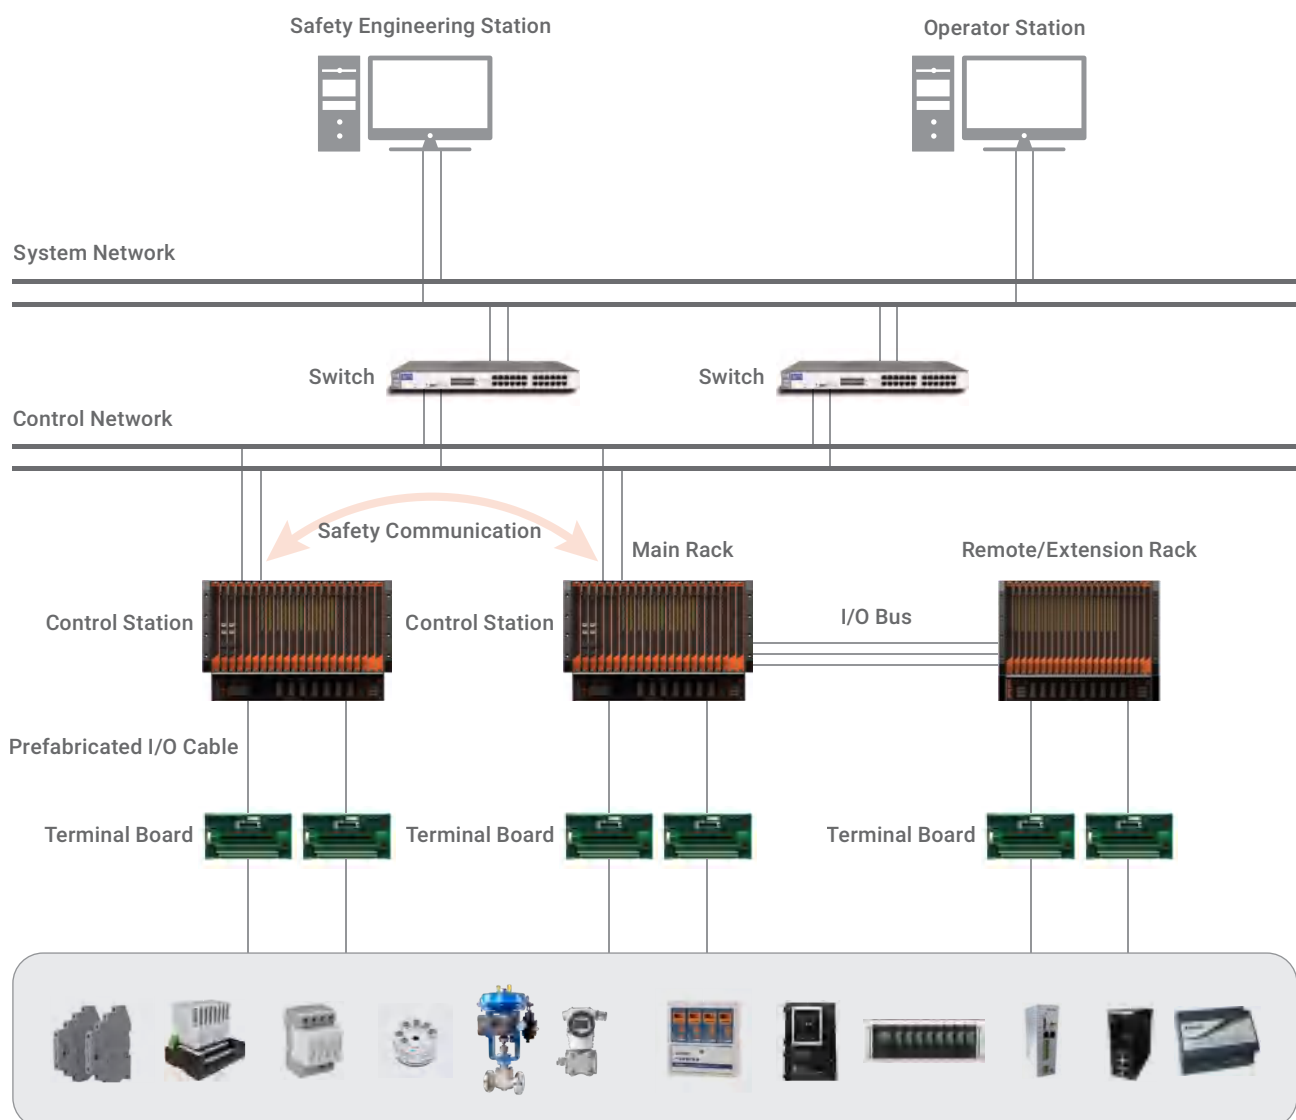 Safety Engineering Station
Operator Station
System Network
Switch
Switch
Control Network
Safety Communication
Main Rack
Remote/Extension Rack
Control Station
Control Station
I/O Bus
Prefabricated I/O Cable
Terminal Board
Terminal Board
Terminal Board